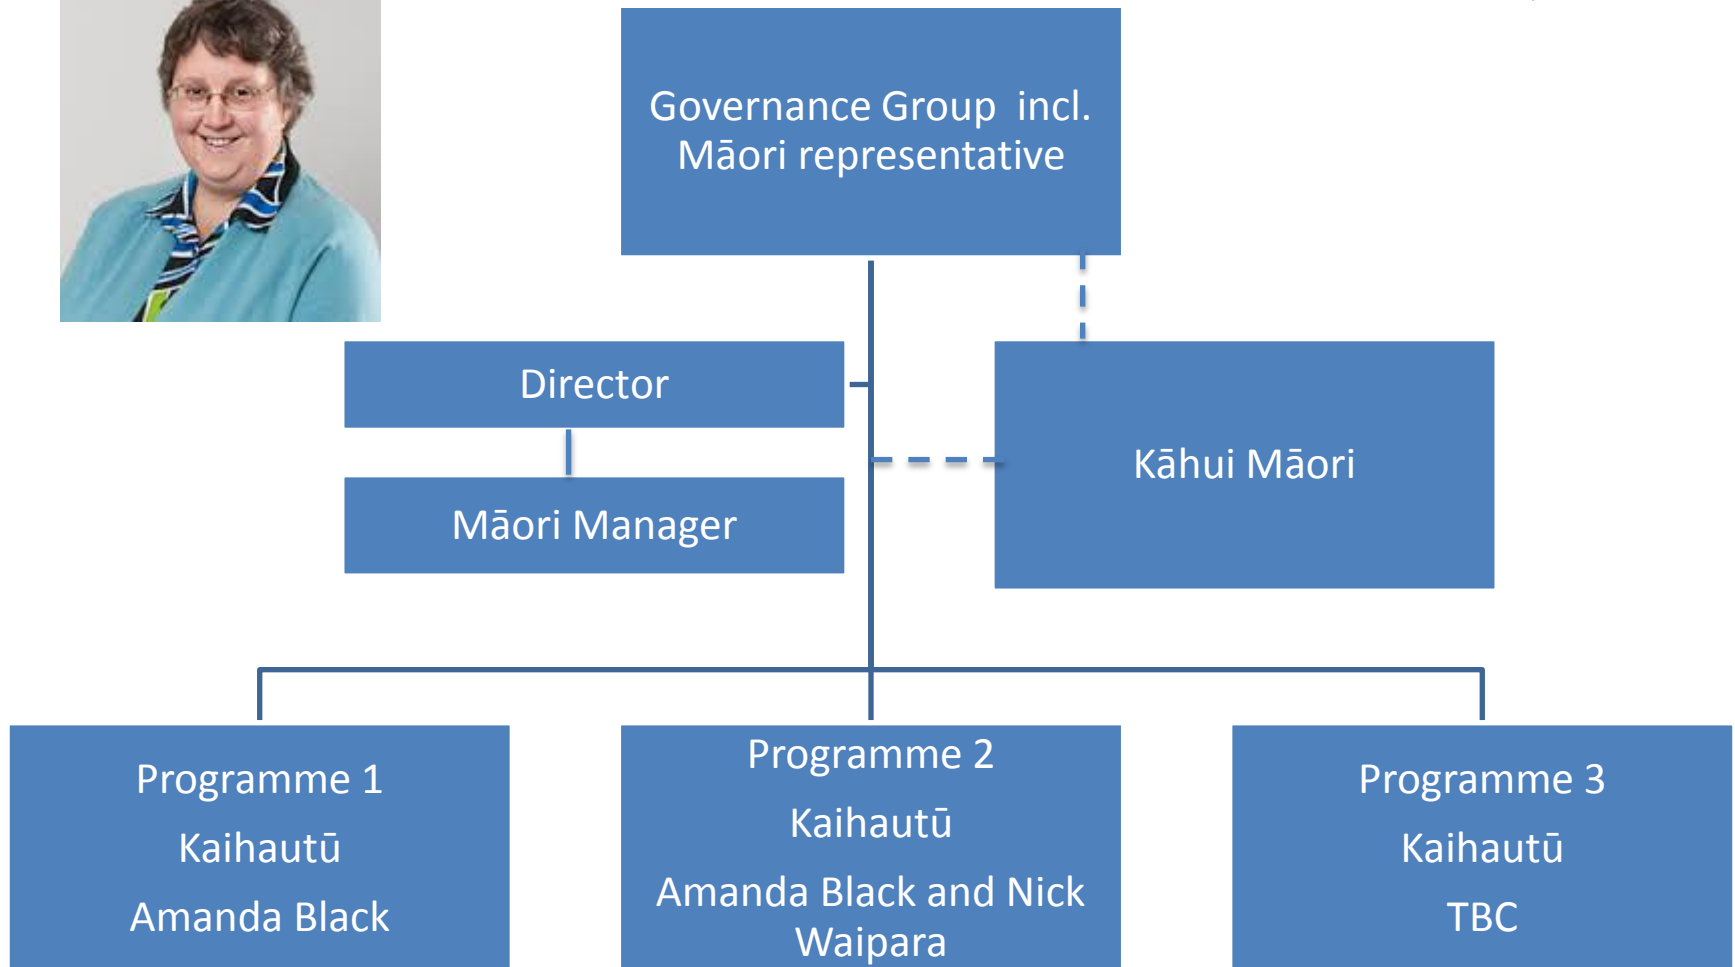 Governance Group incl.
Māori representative
Director
Kāhui Māori
Māori Manager
Programme 1
Kaihautū
Amanda Black
Programme 2
Kaihautū
Amanda Black and Nick
Waipara
Programme 3
Kaihautū
TBC